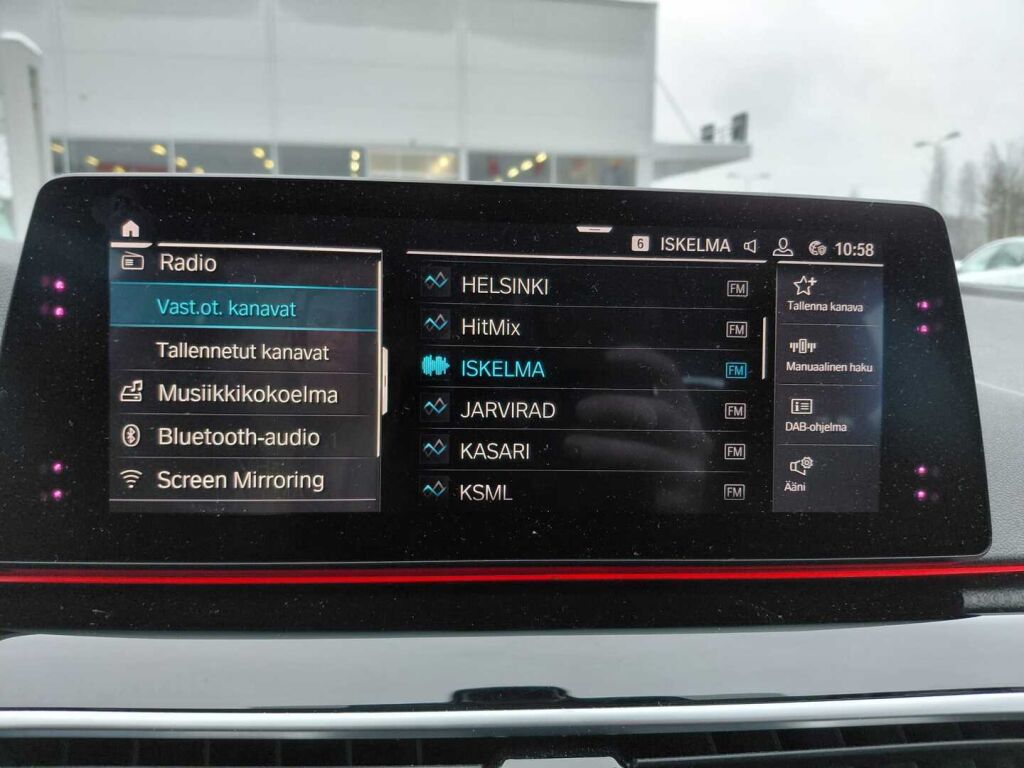 6 ISKELMA 10:58
Radio
Vast.ot. kanavat
Tallennetut kanavat
Musiikkikokoelma
Bluetooth-audio
Screen Mirroring
HELSINKI FM
HitMix FM
ISKELMA FM
JARVIRAD FM
KASARI FM
KSML FM
Tallenna kanava
Manuaalinen haku
DAB-ohjelma
Ääni